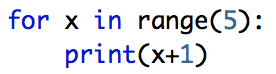 for x in range(5):
    print(x+1)